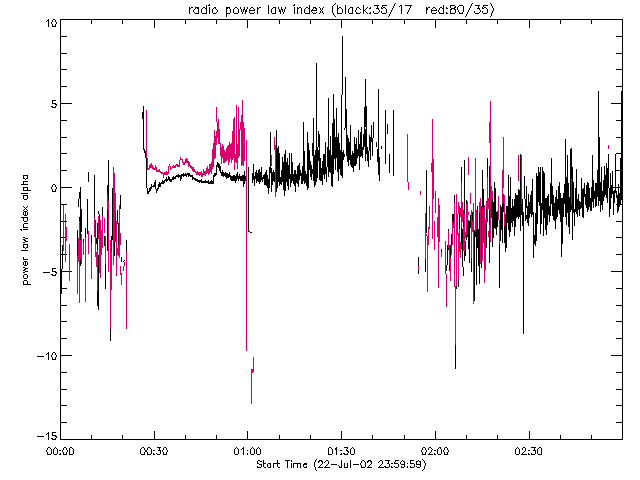 radio power law index (black:35/17 red:80/35)
10
5
0
-5
-10
-15
power law index alpha
00:00 00:30 01:00 01:30 02:00 02:30
Start Time (22-Jul-02 23:59:59)